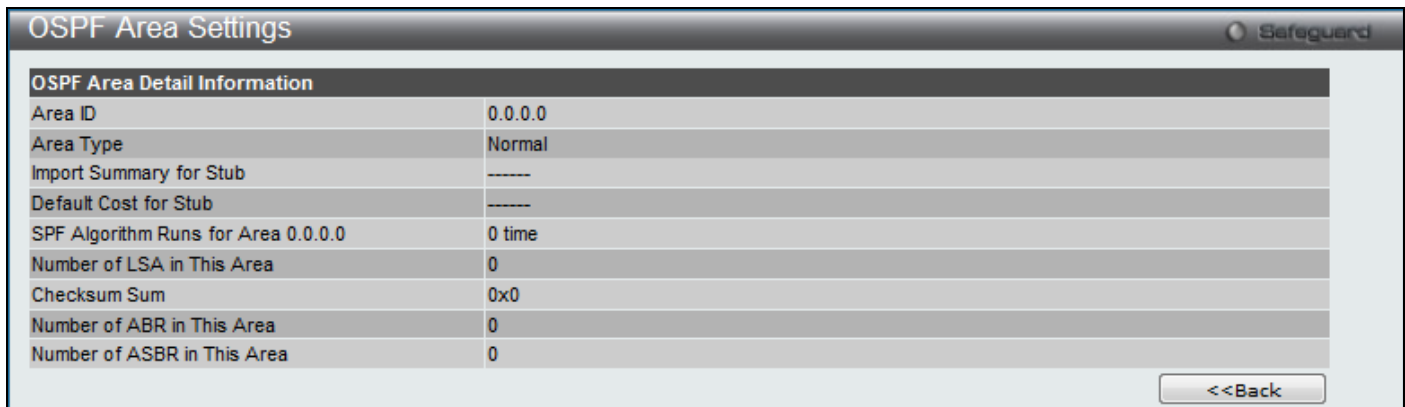 OSPF Area Settings
Safeguard
OSPF Area Detail Information
Area ID 0.0.0.0
Area Type Normal
Import Summary for Stub ------
Default Cost for Stub ------
SPF Algorithm Runs for Area 0.0.0.0 0 time
Number of LSA in This Area 0
Checksum Sum 0x0
Number of ABR in This Area 0
Number of ASBR in This Area 0
<<Back